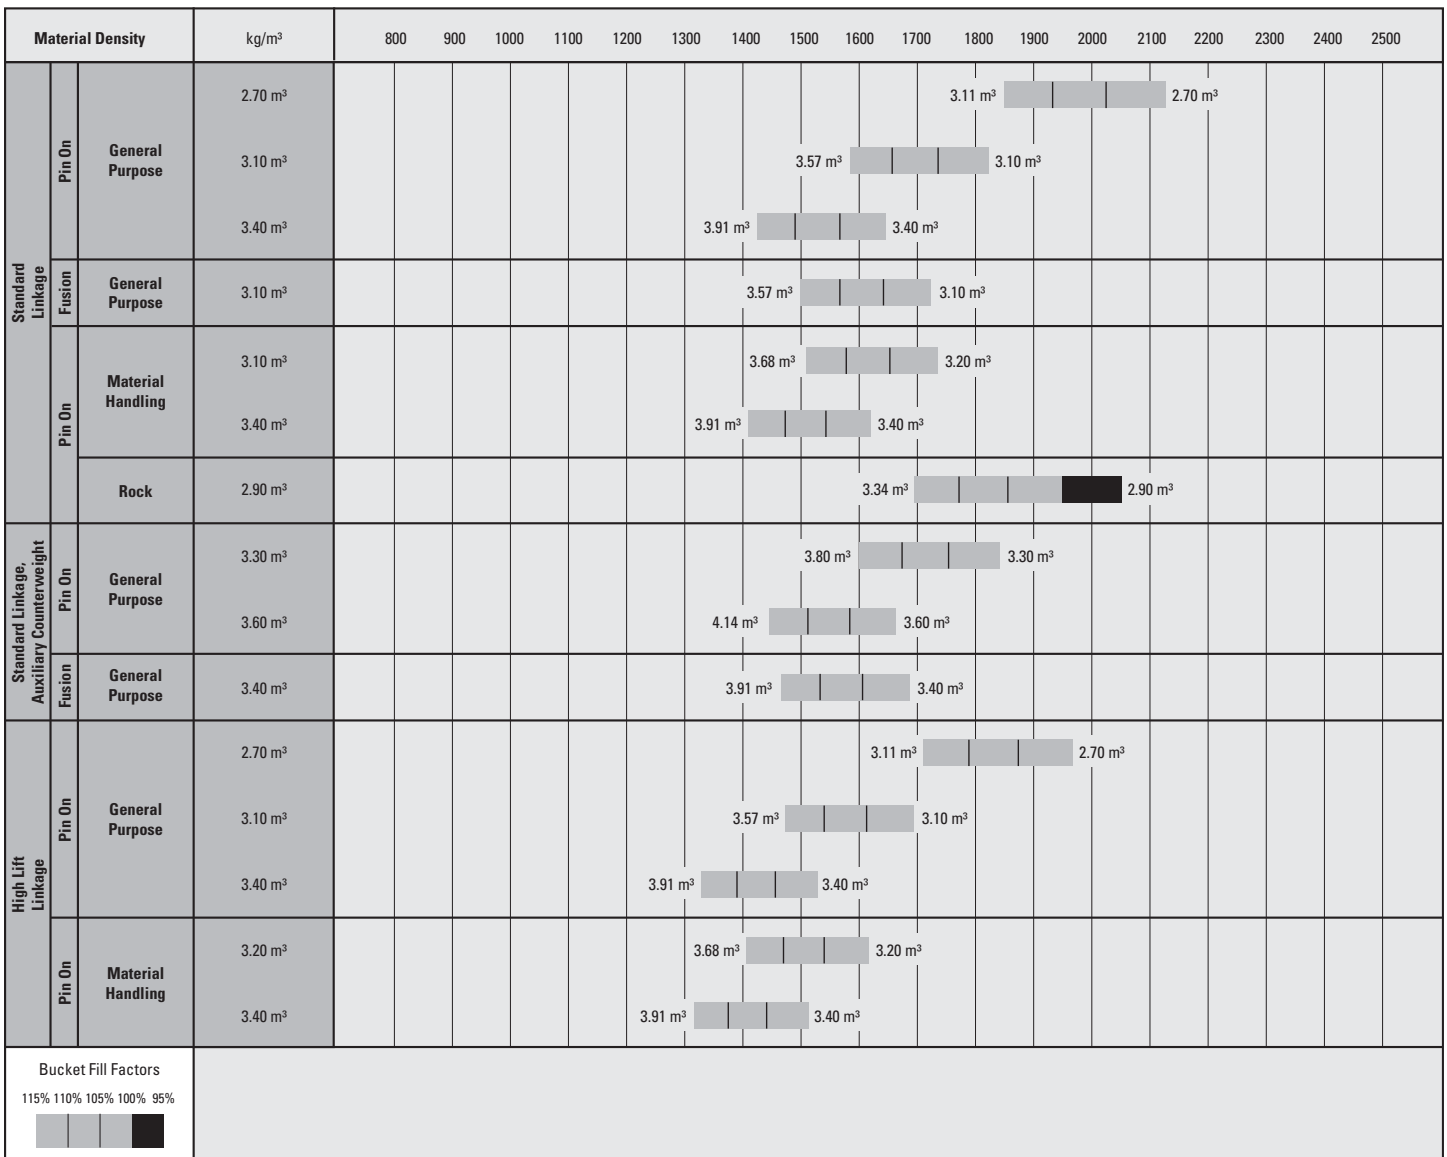 Material Density kg/m³ 800 900 1000 1100 1200 1300 1400 1500 1600 1700 1800 1900 2000 2100 2200 2300 2400 2500
Standard
Linkage
Pin On
General
Purpose
2.70 m³ 3.11 m³ 2.70 m³
3.10 m³ 3.57 m³ 3.10 m³
3.40 m³ 3.91 m³ 3.40 m³
Fusion
General
Purpose
3.10 m³ 3.57 m³ 3.10 m³
Pin On
Material
Handling
3.10 m³ 3.68 m³ 3.20 m³
3.40 m³ 3.91 m³ 3.40 m³
Rock 2.90 m³ 3.34 m³ 2.90 m³
Standard Linkage,
Auxiliary Counterweight
Pin On
General
Purpose
3.30 m³ 3.80 m³ 3.30 m³
3.60 m³ 4.14 m³ 3.60 m³
Fusion
General
Purpose
3.40 m³ 3.91 m³ 3.40 m³
High Lift
Linkage
Pin On
General
Purpose
2.70 m³ 3.11 m³ 2.70 m³
3.10 m³ 3.57 m³ 3.10 m³
3.40 m³ 3.91 m³ 3.40 m³
Pin On
Material
Handling
3.20 m³ 3.68 m³ 3.20 m³
3.40 m³ 3.91 m³ 3.40 m³
Bucket Fill Factors
115% 110% 105% 100% 95%